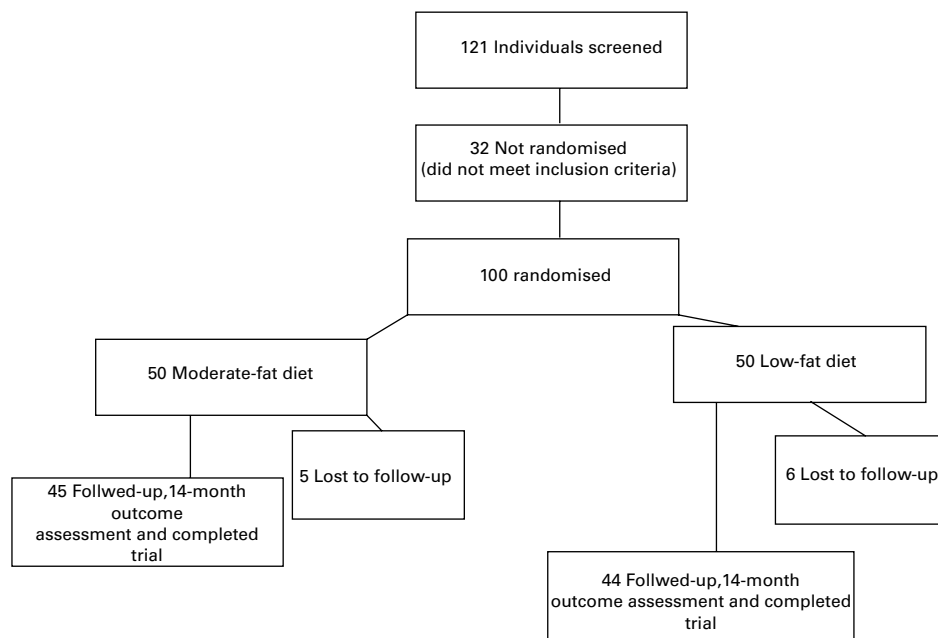 121 Individuals screened
32 Not randomised
(did not meet inclusion criteria)
100 randomised
50 Moderate-fat diet
50 Low-fat diet
5 Lost to follow-up
6 Lost to follow-up
45 Follwed-up,14-month
outcome
assessment and completed
trial
44 Follwed-up,14-month
outcome assessment and completed
trial